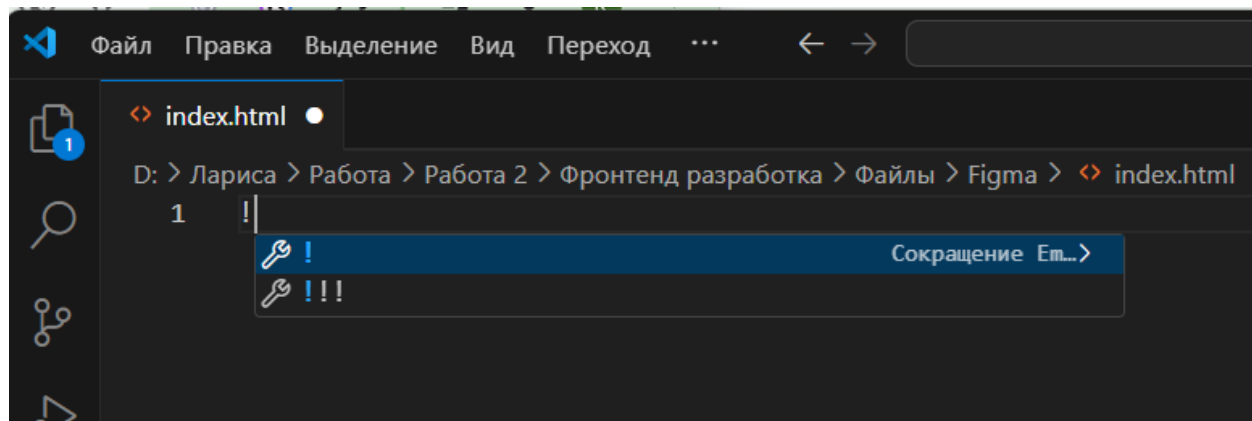 Файл Правка Выделение Вид Переход ··· ← →
index.html
1
D: > Лариса > Работа > Работа 2 > Фронтенд разработка > Файлы > Figma > index.html
1 !
! Сокращение Em…>
!!!